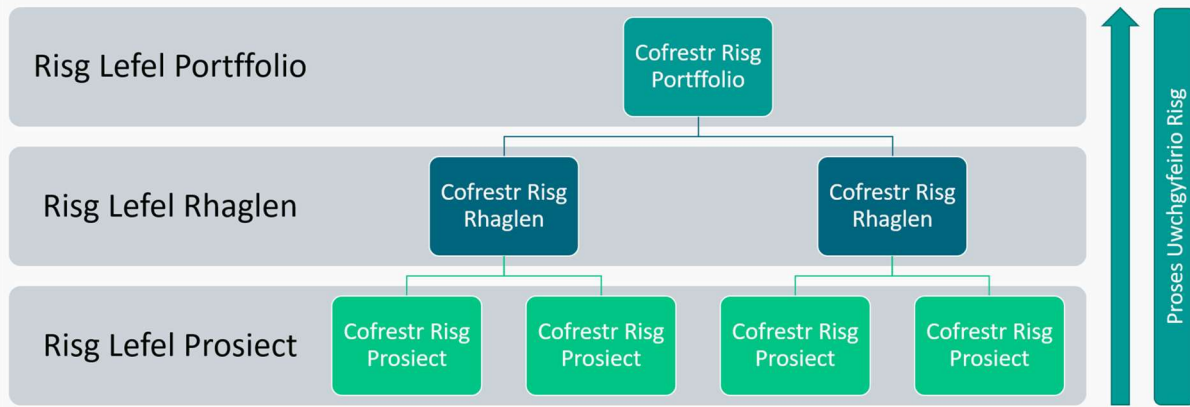 Risg Lefel Portffolio
Cofrestr Risg
Portffolio
Risg Lefel Rhaglen
Cofrestr Risg
Rhaglen
Cofrestr Risg
Rhaglen
Risg Lefel Prosiect
Cofrestr Risg
Prosiect
Cofrestr Risg
Prosiect
Cofrestr Risg
Prosiect
Cofrestr Risg
Prosiect
Proses Uwchgyfeirio Risg